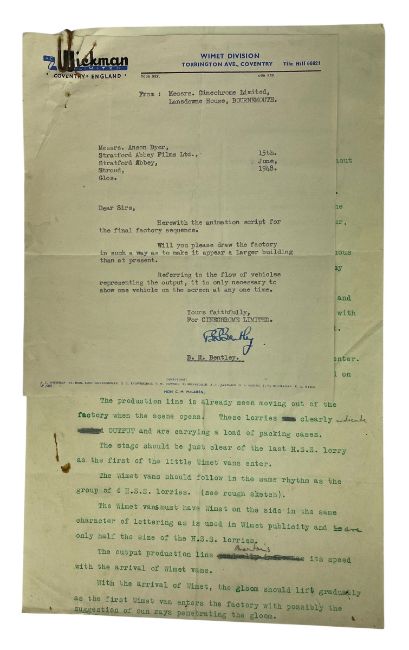 Wickman
LIMITED
COVENTRY ENGLAND
WIMET DIVISION
TORRINGTON AVE., COVENTRY
From : Messrs. Cinechrome Limited,
Lansdowne House, BOURNEMOUTH.
Messrs. Anson Dyer,
Stratford Abbey Films Ltd., 15th.
Stratford Abbey, June,
Stroud, 1948.
Glos.
Dear Sirs,
Herewith the animation script for
the final factory sequence.
Will you please draw the factory
in such a way as to make it appear a larger building
than at present.
Referring to the flow of vehicles
representing the output, it is only necessary to
show one vehicle on the screen at any one time.
Yours faithfully,
For CINECHROME LIMITED.
B. H. Bentley.
The production line is already seen moving out of the
factory when the scene opens. These lorries clearly indicate
OUTPUT and are carrying a load of packing cases.
The stage should be just clear of the last H.S.S. lorry
as the first of the little Wimet vans enter.
The Wimet vans should follow in the same rhythm as the
group of 4 H.S.S. lorries. (see rough sketch).
The Wimet vans must have Wimet on the side in the same
character of lettering as is used in Wimet publicity and are
only half the size of the H.S.S. lorries.
The output production line its speed
with the arrival of Wimet vans.
With the arrival of Wimet, the gloom should lift gradually
as the first Wimet van enters the factory with possibly the
suggestion of sun rays penetrating the gloom.